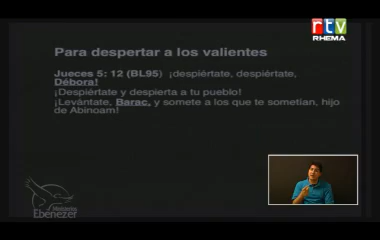 rtv
RHEMA
Para despertar a los valientes
Jueces 5: 12 (BL95) ¡despiértate, despiértate,
Débora!
¡Despiértate y despierta a tu pueblo!
¡Levántate, Barac, y somete a los que te sometían, hijo
de Abinoam!
Ministerios
Ebenezer